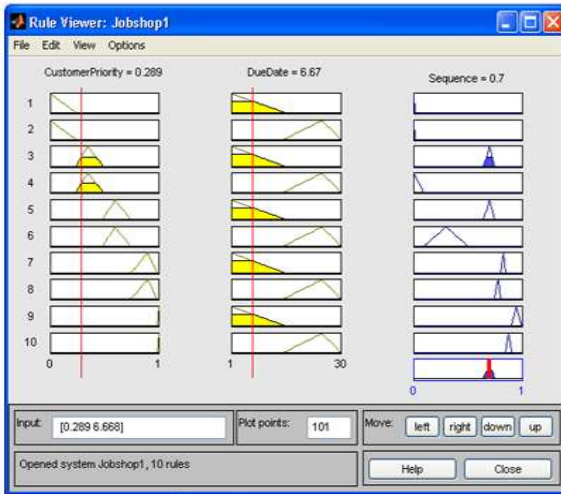 Rule Viewer: Jobshop1
File Edit View Options
CustomerPriority = 0.289 DueDate = 6.67 Sequence = 0.7
1
2
3
4
5
6
7
8
9
10
0 1 1 30
0 1
Input: [0.289 6.668] Plot points: 101 Move: left right down up
Opened system Jobshop1, 10 rules Help Close